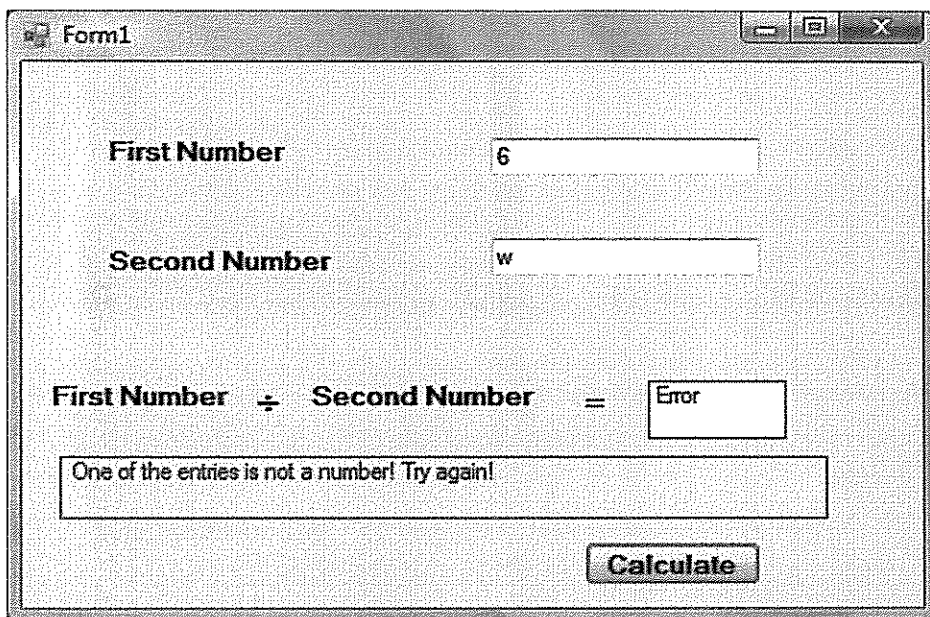 Form1
First Number 6
Second Number w
First Number ÷ Second Number = Error
One of the entries is not a number! Try again!
Calculate